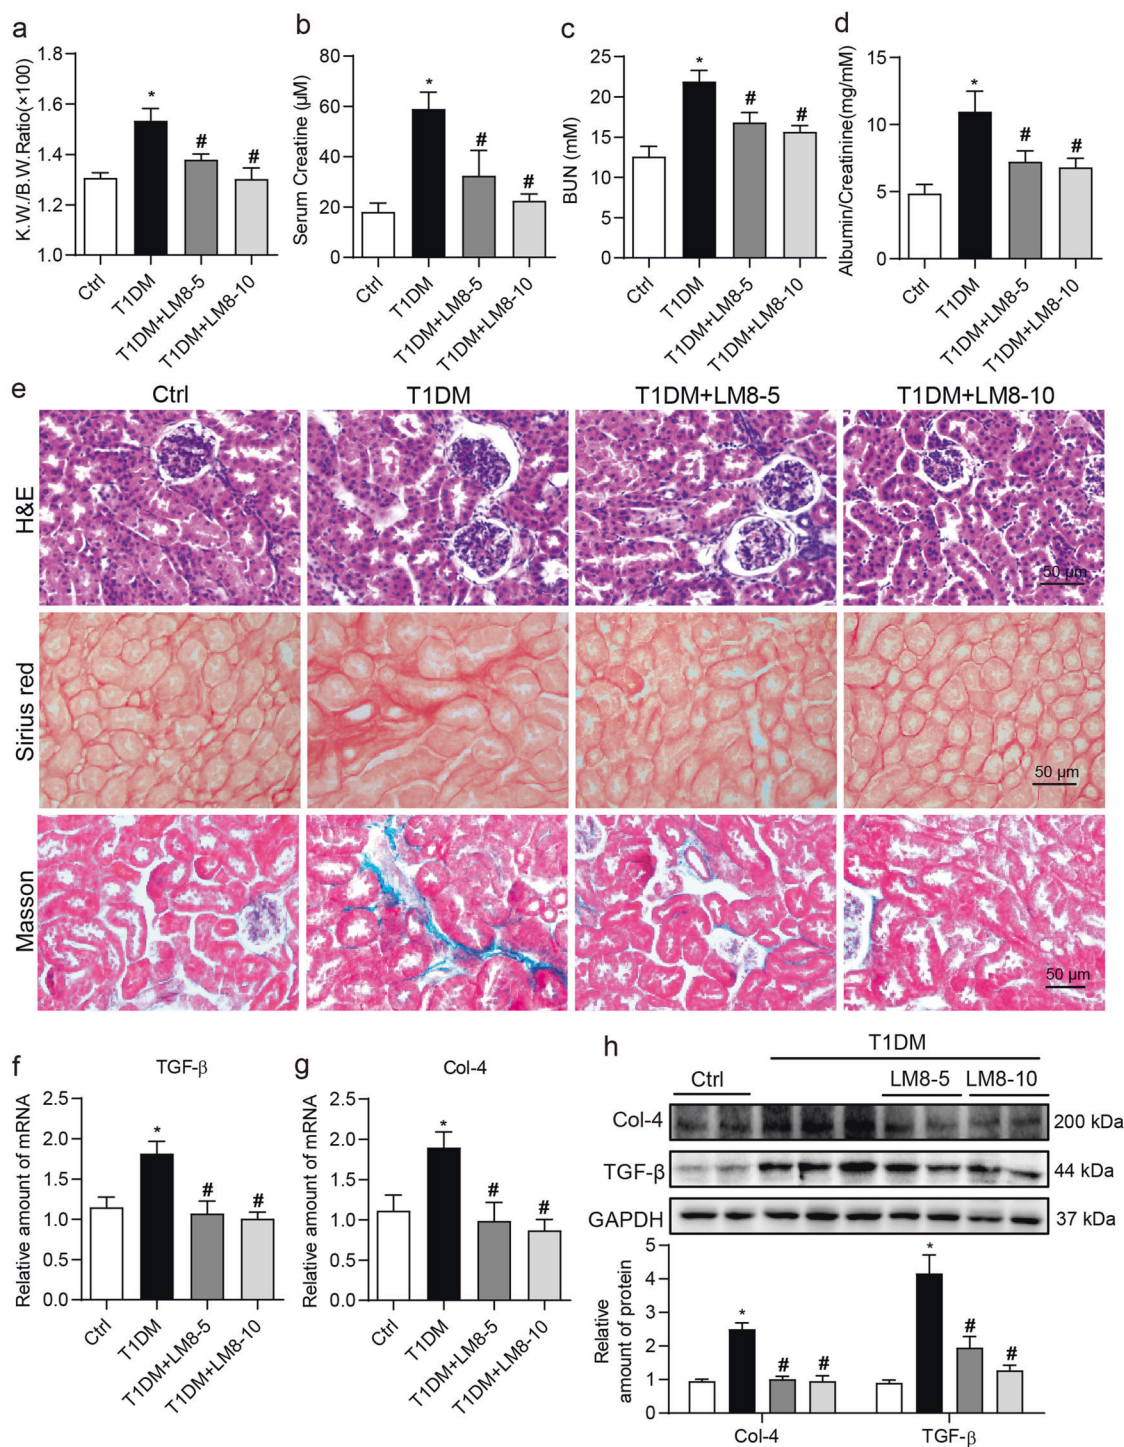 a
K.W./B.W.Ratio(×100)
1.8
1.6
1.4
1.2
1.0
*
#
#
Ctrl
T1DM
T1DM+LM8-5
T1DM+LM8-10
b
Serum Creatine (μM)
80
60
40
20
0
*
#
#
Ctrl
T1DM
T1DM+LM8-5
T1DM+LM8-10
c
BUN (mM)
25
20
15
10
5
0
*
#
#
Ctrl
T1DM
T1DM+LM8-5
T1DM+LM8-10
d
Albumin/Creatinine(mg/mM)
15
10
5
0
*
#
#
Ctrl
T1DM
T1DM+LM8-5
T1DM+LM8-10
e
Ctrl
T1DM
T1DM+LM8-5
T1DM+LM8-10
H&E
50 μm
Sirius red
50 μm
Masson
50 μm
f
TGF-β
Relative amount of mRNA
2.5
2.0
1.5
1.0
0.5
0.0
*
#
#
Ctrl
T1DM
T1DM+LM8-5
T1DM+LM8-10
g
Col-4
Relative amount of mRNA
2.5
2.0
1.5
1.0
0.5
0.0
*
#
#
Ctrl
T1DM
T1DM+LM8-5
T1DM+LM8-10
h
T1DM
Ctrl
LM8-5
LM8-10
Col-4
200 kDa
TGF-β
44 kDa
GAPDH
37 kDa
Relative
amount of protein
5
4
3
2
1
0
*
#
#
*
#
#
Col-4
TGF-β